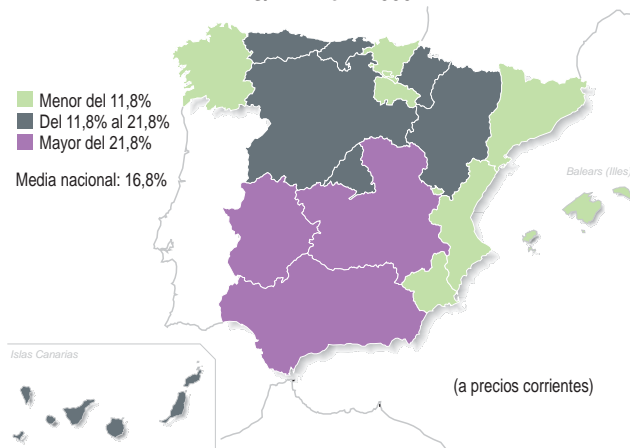 Menor del 11,8%
Del 11,8% al 21,8%
Mayor del 21,8%
Media nacional: 16,8%
Balears (Illes)
Islas Canarias
(a precios corrientes)